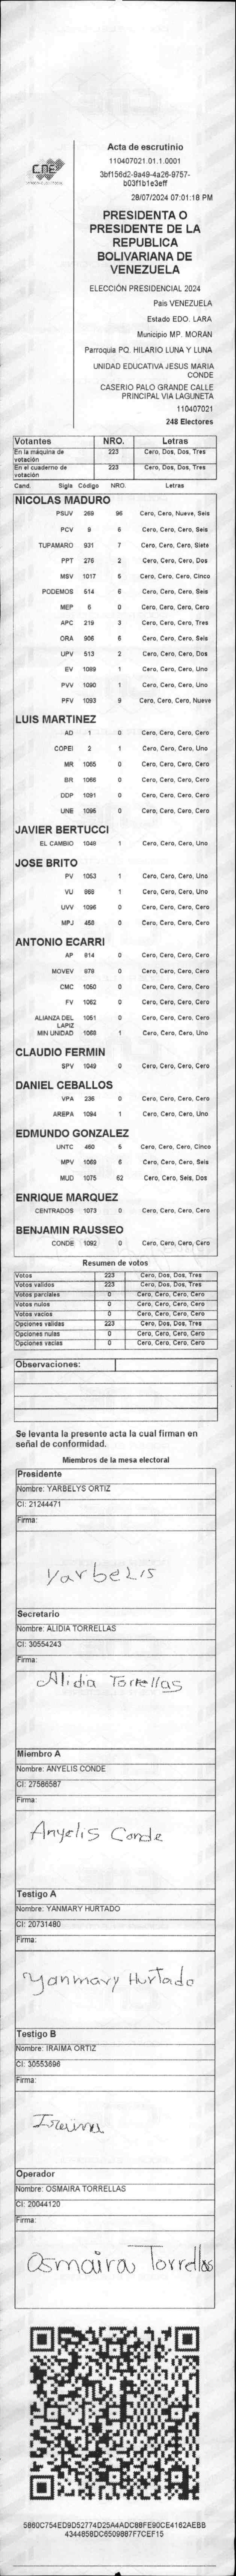 CNE
Acta de escrutinio
110407021.01.1.0001
3bf156d2-9a49-4a26-9757-
b03f1b1e3eff
28/07/2024 07:01:18 PM
PRESIDENTA O
PRESIDENTE DE LA
REPUBLICA
BOLIVARIANA DE
VENEZUELA
ELECCIÓN PRESIDENCIAL 2024
País VENEZUELA
Estado EDO. LARA
Municipio MP. MORAN
Parroquia PQ. HILARIO LUNA Y LUNA
UNIDAD EDUCATIVA JESUS MARIA
CONDE
CASERIO PALO GRANDE CALLE
PRINCIPAL VIA LAGUNETA
110407021
248 Electores
Votantes NRO. Letras
En la máquina de votación 223 Cero, Dos, Dos, Tres
En el cuaderno de votación 223 Cero, Dos, Dos, Tres
Cand. Sigla Código NRO. Letras
NICOLAS MADURO
PSUV 269 96 Cero, Cero, Nueve, Seis
PCV 9 6 Cero, Cero, Cero, Seis
TUPAMARO 931 7 Cero, Cero, Cero, Siete
PPT 276 2 Cero, Cero, Cero, Dos
MSV 1017 5 Cero, Cero, Cero, Cinco
PODEMOS 514 6 Cero, Cero, Cero, Seis
MEP 6 0 Cero, Cero, Cero, Cero
APC 219 3 Cero, Cero, Cero, Tres
ORA 906 6 Cero, Cero, Cero, Seis
UPV 513 2 Cero, Cero, Cero, Dos
EV 1089 1 Cero, Cero, Cero, Uno
PVV 1090 1 Cero, Cero, Cero, Uno
PFV 1093 9 Cero, Cero, Cero, Nueve
LUIS MARTINEZ
AD 1 0 Cero, Cero, Cero, Cero
COPEI 2 1 Cero, Cero, Cero, Uno
MR 1065 0 Cero, Cero, Cero, Cero
BR 1066 0 Cero, Cero, Cero, Cero
DDP 1091 0 Cero, Cero, Cero, Cero
UNE 1095 0 Cero, Cero, Cero, Cero
JAVIER BERTUCCI
EL CAMBIO 1049 1 Cero, Cero, Cero, Uno
JOSE BRITO
PV 1053 1 Cero, Cero, Cero, Uno
VU 959 1 Cero, Cero, Cero, Uno
UVV 1096 0 Cero, Cero, Cero, Cero
MPJ 458 0 Cero, Cero, Cero, Cero
ANTONIO ECARRI
AP 814 0 Cero, Cero, Cero, Cero
MOVEV 979 0 Cero, Cero, Cero, Cero
CMC 1050 0 Cero, Cero, Cero, Cero
FV 1062 0 Cero, Cero, Cero, Cero
ALIANZA DEL LAPIZ 1051 0 Cero, Cero, Cero, Cero
MIN UNIDAD 1068 1 Cero, Cero, Cero, Uno
CLAUDIO FERMIN
SPV 1049 0 Cero, Cero, Cero, Cero
DANIEL CEBALLOS
VPA 236 0 Cero, Cero, Cero, Cero
AREPA 1094 1 Cero, Cero, Cero, Uno
EDMUNDO GONZALEZ
UNTC 460 5 Cero, Cero, Cero, Cinco
MPV 1069 6 Cero, Cero, Cero, Seis
MUD 1075 62 Cero, Cero, Seis, Dos
ENRIQUE MARQUEZ
CENTRADOS 1073 0 Cero, Cero, Cero, Cero
BENJAMIN RAUSSEO
CONDE 1092 0 Cero, Cero, Cero, Cero
Resumen de votos
Votos 223 Cero, Dos, Dos, Tres
Votos validos 223 Cero, Dos, Dos, Tres
Votos parciales 0 Cero, Cero, Cero, Cero
Votos nulos 0 Cero, Cero, Cero, Cero
Votos vacios 0 Cero, Cero, Cero, Cero
Opciones validas 223 Cero, Dos, Dos, Tres
Opciones nulas 0 Cero, Cero, Cero, Cero
Opciones vacias 0 Cero, Cero, Cero, Cero
Observaciones:
Se levanta la presente acta la cual firman en
señal de conformidad.
Miembros de la mesa electoral
Presidente
Nombre: YARBELYS ORTIZ
CI: 21244471
Firma:
Yarbelis
Secretario
Nombre: ALIDIA TORRELLAS
CI: 30554243
Firma:
Alidia Torrellas
Miembro A
Nombre: ANYELIS CONDE
CI: 27586587
Firma:
Anyelis Conde
Testigo A
Nombre: YANMARY HURTADO
CI: 20731480
Firma:
Yanmary Hurtado
Testigo B
Nombre: IRAIMA ORTIZ
CI: 30553696
Firma:
Iraima
Operador
Nombre: OSMAIRA TORRELLAS
CI: 20044120
Firma:
Osmaira Torrellas
5860C754ED9D52774D25A4ADC86FE90CE4162AEBB
4344858DC6509887F7CEF15